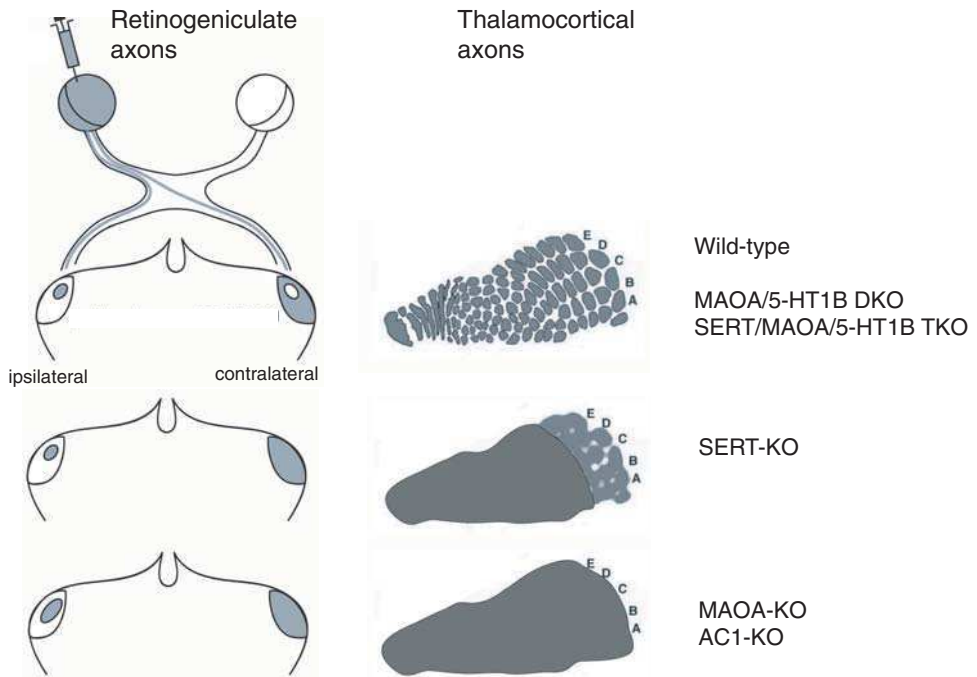 Retinogeniculate
axons
Thalamocortical
axons
E
D
C
B
A
Wild-type
MAOA/5-HT1B DKO
SERT/MAOA/5-HT1B TKO
ipsilateral
contralateral
E
D
C
B
A
SERT-KO
E
D
C
B
A
MAOA-KO
AC1-KO